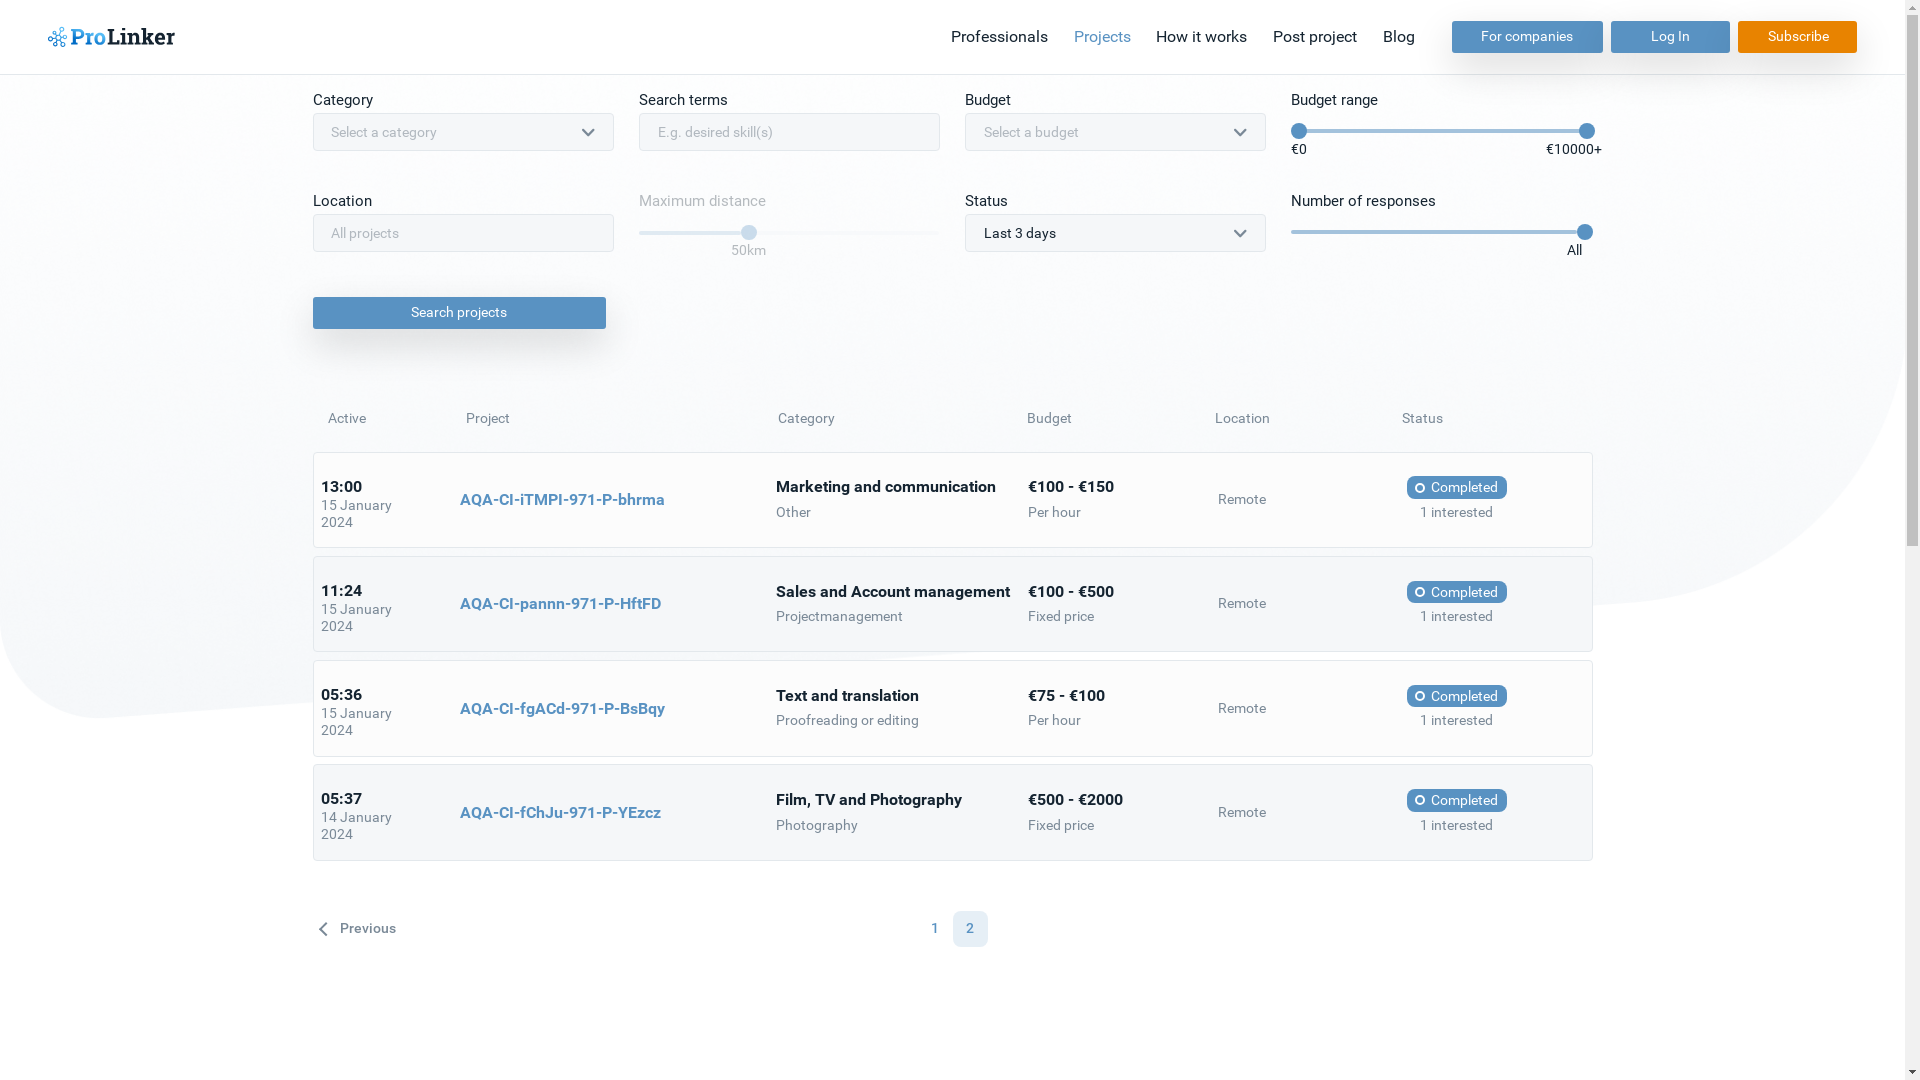 ProLinker
Professionals Projects How it works Post project Blog For companies Log In Subscribe
Category Search terms Budget Budget range
Select a category E.g. desired skill(s) Select a budget
€0 €10000+
Location Maximum distance Status Number of responses
All projects Last 3 days
50km All
Search projects
Active Project Category Budget Location Status
13:00
15 January
2024
AQA-CI-iTMPI-971-P-bhrma
Marketing and communication
Other
€100 - €150
Per hour
Remote
Completed
1 interested
11:24
15 January
2024
AQA-CI-pannn-971-P-HftFD
Sales and Account management
Projectmanagement
€100 - €500
Fixed price
Remote
Completed
1 interested
05:36
15 January
2024
AQA-CI-fgACd-971-P-BsBqy
Text and translation
Proofreading or editing
€75 - €100
Per hour
Remote
Completed
1 interested
05:37
14 January
2024
AQA-CI-fChJu-971-P-YEzcz
Film, TV and Photography
Photography
€500 - €2000
Fixed price
Remote
Completed
1 interested
Previous 1 2